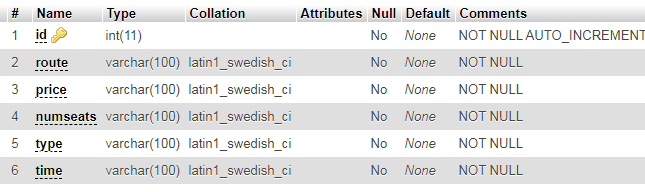 # Name Type Collation Attributes Null Default Comments
1 id int(11) No None NOT NULL AUTO_INCREMENT
2 route varchar(100) latin1_swedish_ci No None NOT NULL
3 price varchar(100) latin1_swedish_ci No None NOT NULL
4 numseats varchar(100) latin1_swedish_ci No None NOT NULL
5 type varchar(100) latin1_swedish_ci No None NOT NULL
6 time varchar(100) latin1_swedish_ci No None NOT NULL